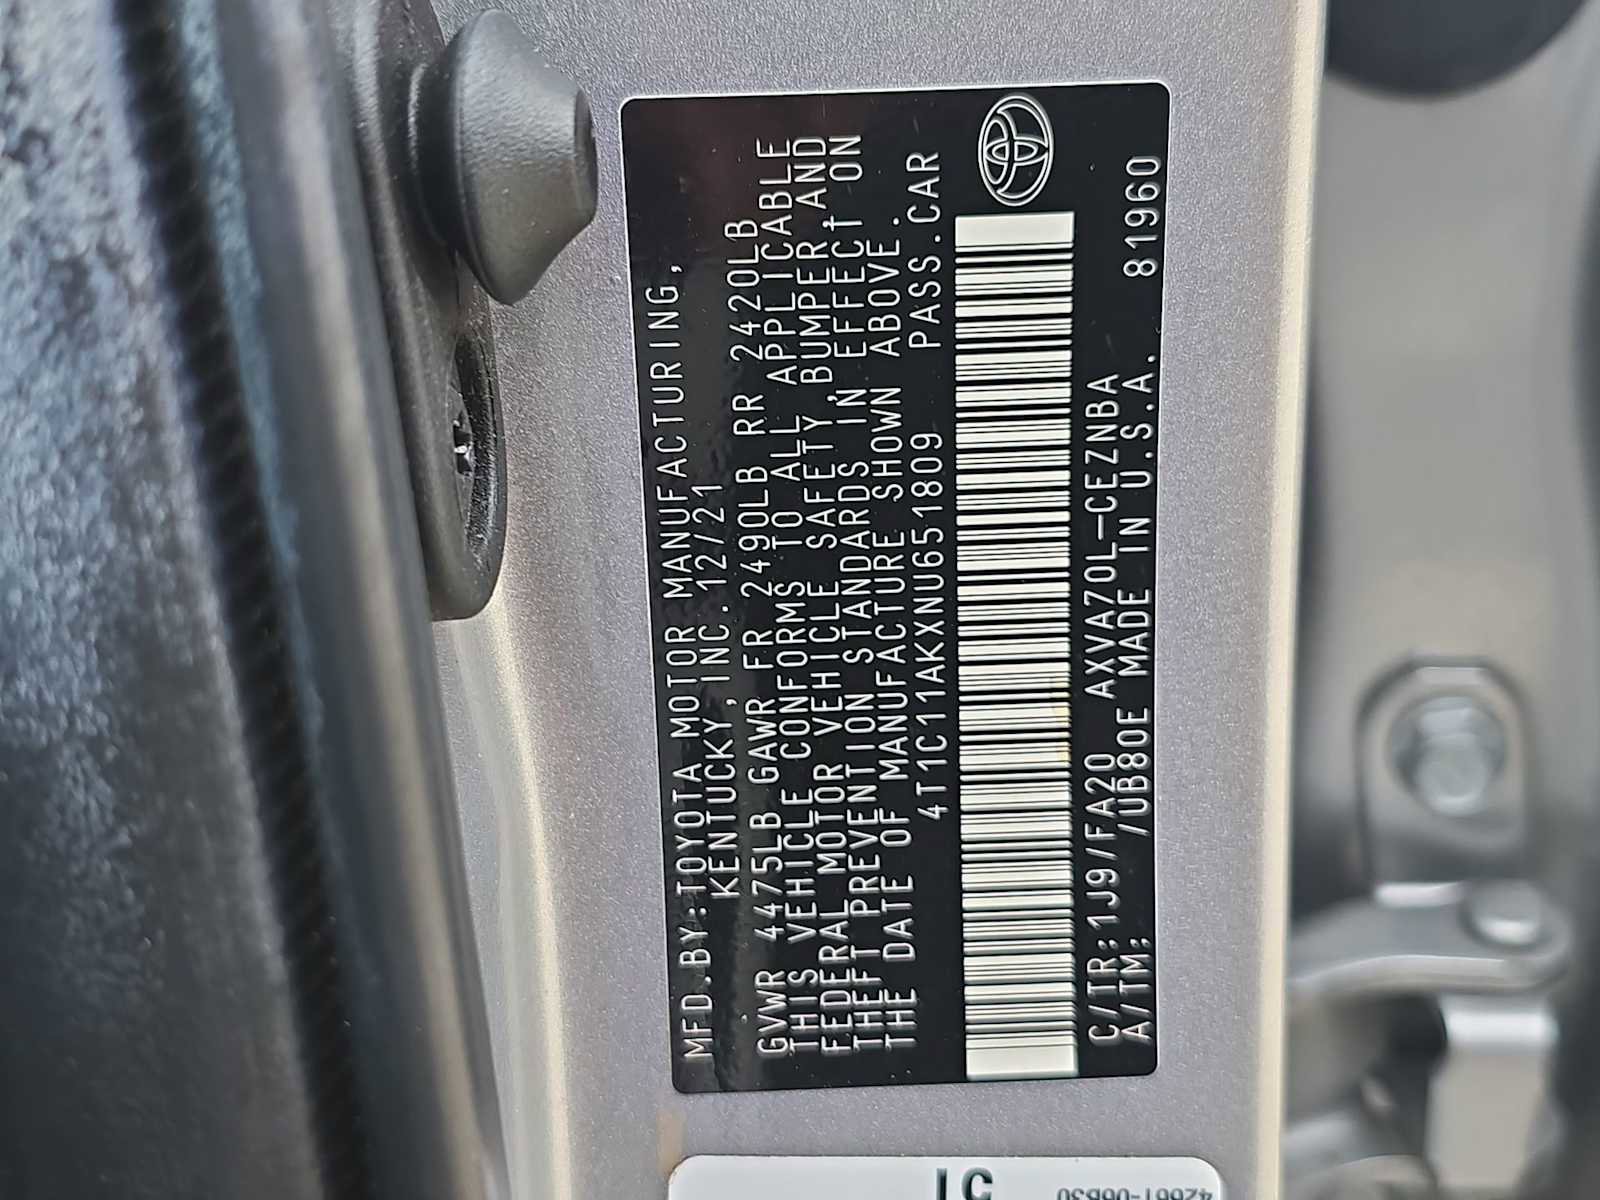 MFD.BY:TOYOTA MOTOR MANUFACTURING,
KENTUCKY,INC.12/21
GVWR 4475LB GAWR FR 2490LB RR 2420LB
THIS VEHICLE CONFORMS TO ALL APPLICABLE
FEDERAL MOTOR VEHICLE SAFETY,BUMPER,AND
THEFT PREVENTION STANDARDS IN EFFECT ON
THE DATE OF MANUFACTURE SHOWN ABOVE.
4T1C11AKXNU651809 PASS.CAR
C/TR:1J9/FA20 AXVA70L-CEZNBA 81960
A/TM: /UB80E MADE IN U.S.A.